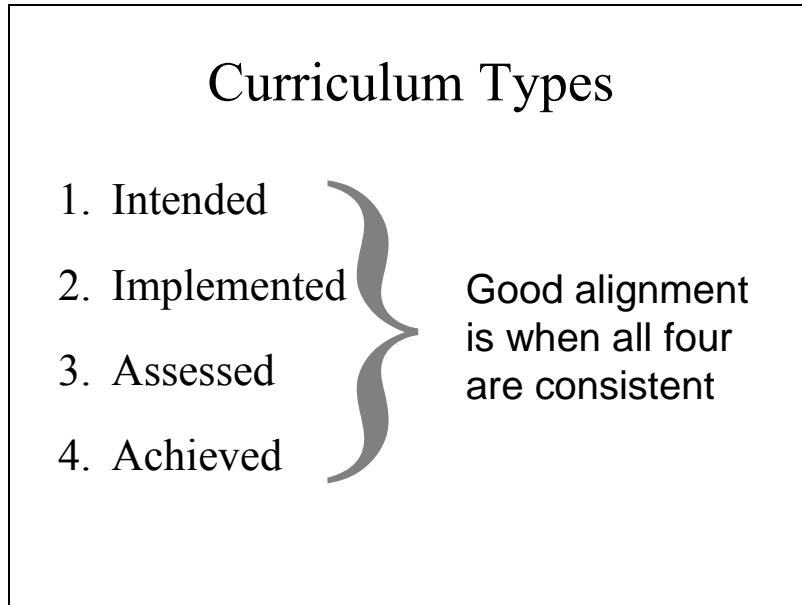 Curriculum Types
1. Intended
2. Implemented
3. Assessed
4. Achieved
Good alignment
is when all four
are consistent